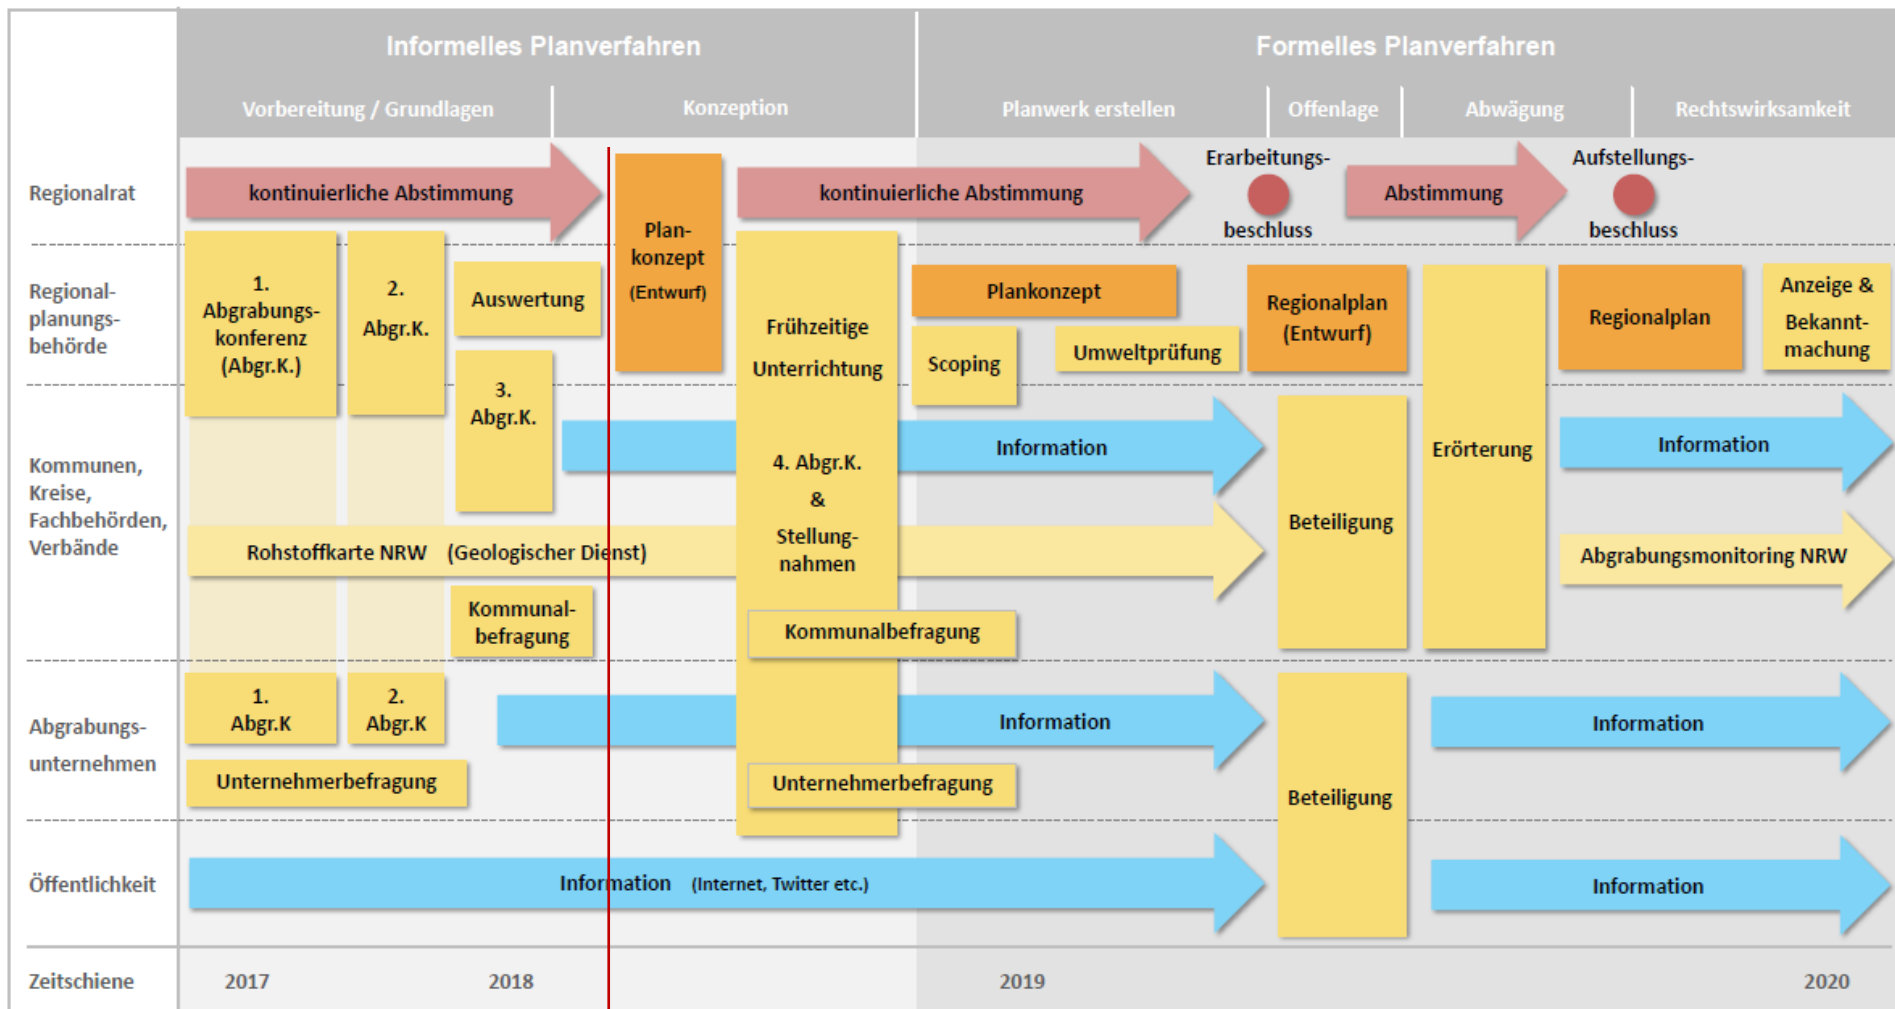 Informelles Planverfahren
Formelles Planverfahren
Vorbereitung / Grundlagen
Konzeption
Planwerk erstellen
Offenlage
Abwägung
Rechtswirksamkeit
Regionalrat
kontinuierliche Abstimmung
Plan-
konzept
(Entwurf)
kontinuierliche Abstimmung
Erarbeitungs-
beschluss
Abstimmung
Aufstellungs-
beschluss
Regional-
planungs-
behörde
1.
Abgrabungs-
konferenz
(Abgr.K.)
2.
Abgr.K.
Auswertung
3.
Abgr.K.
Frühzeitige
Unterrichtung
4. Abgr.K.
&
Stellung-
nahmen
Plankonzept
Scoping
Umweltprüfung
Regionalplan
(Entwurf)
Erörterung
Regionalplan
Anzeige &
Bekannt-
machung
Kommunen,
Kreise,
Fachbehörden,
Verbände
Information
Beteiligung
Information
Rohstoffkarte NRW (Geologischer Dienst)
Abgrabungsmonitoring NRW
Kommunal-
befragung
Kommunalbefragung
Abgrabungs-
unternehmen
1.
Abgr.K
2.
Abgr.K
Information
Information
Unternehmerbefragung
Unternehmerbefragung
Beteiligung
Öffentlichkeit
Information (Internet, Twitter etc.)
Information
Zeitschiene
2017
2018
2019
2020